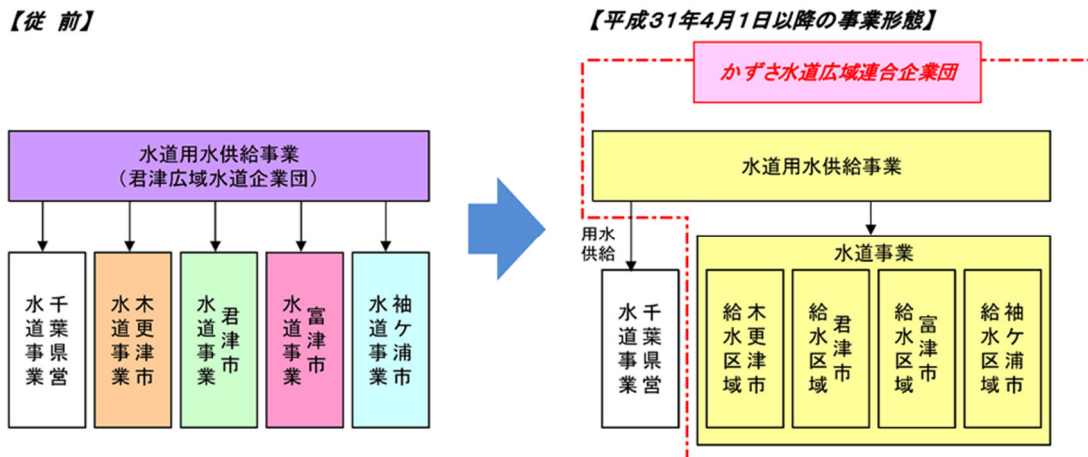 【従 前】
水道用水供給事業
（君津広域水道企業団）
千葉県営
水道事業
木更津市
水道事業
君津市
水道事業
富津市
水道事業
袖ケ浦市
水道事業
【平成31年4月1日以降の事業形態】
かずさ水道広域連合企業団
水道用水供給事業
用水
供給
千葉県営
水道事業
水道事業
木更津市
給水区域
君津市
給水区域
富津市
給水区域
袖ケ浦市
給水区域